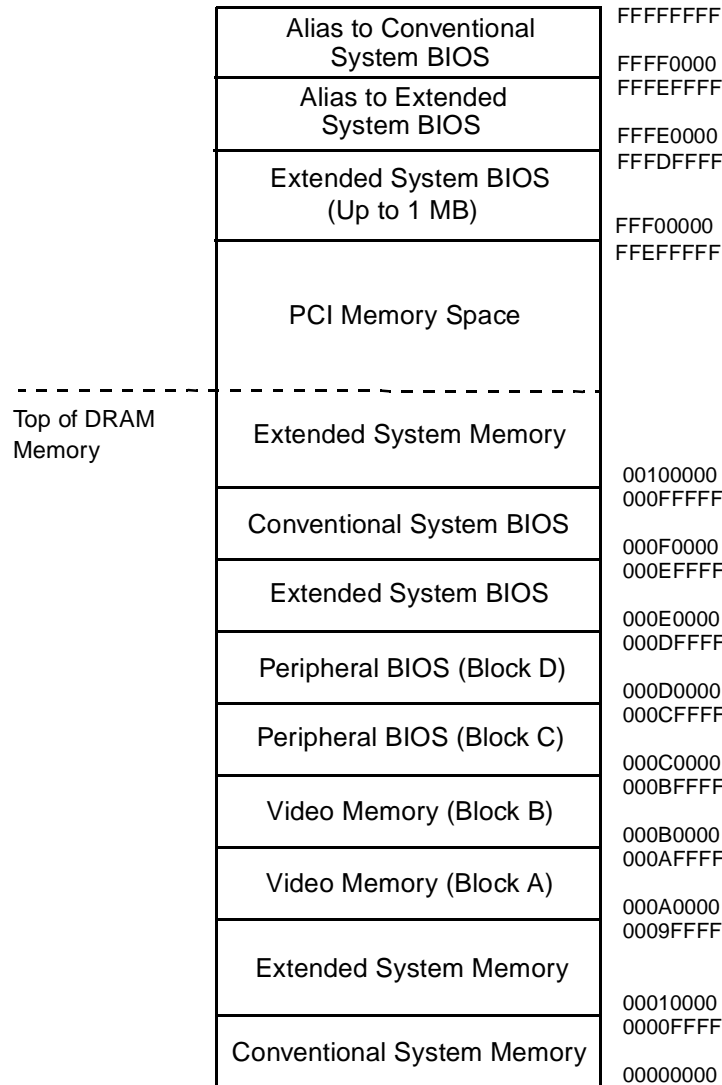 Alias to Conventional
System BIOS
FFFFFFFF
FFFF0000
Alias to Extended
System BIOS
FFFEFFFF
FFFE0000
Extended System BIOS
(Up to 1 MB)
FFFDFFFF
FFF00000
PCI Memory Space
FFEFFFFF
Top of DRAM
Memory
Extended System Memory
00100000
Conventional System BIOS
000FFFFF
000F0000
Extended System BIOS
000EFFFF
000E0000
Peripheral BIOS (Block D)
000DFFFF
000D0000
Peripheral BIOS (Block C)
000CFFFF
000C0000
Video Memory (Block B)
000BFFFF
000B0000
Video Memory (Block A)
000AFFFF
000A0000
Extended System Memory
0009FFFF
00010000
Conventional System Memory
0000FFFF
00000000